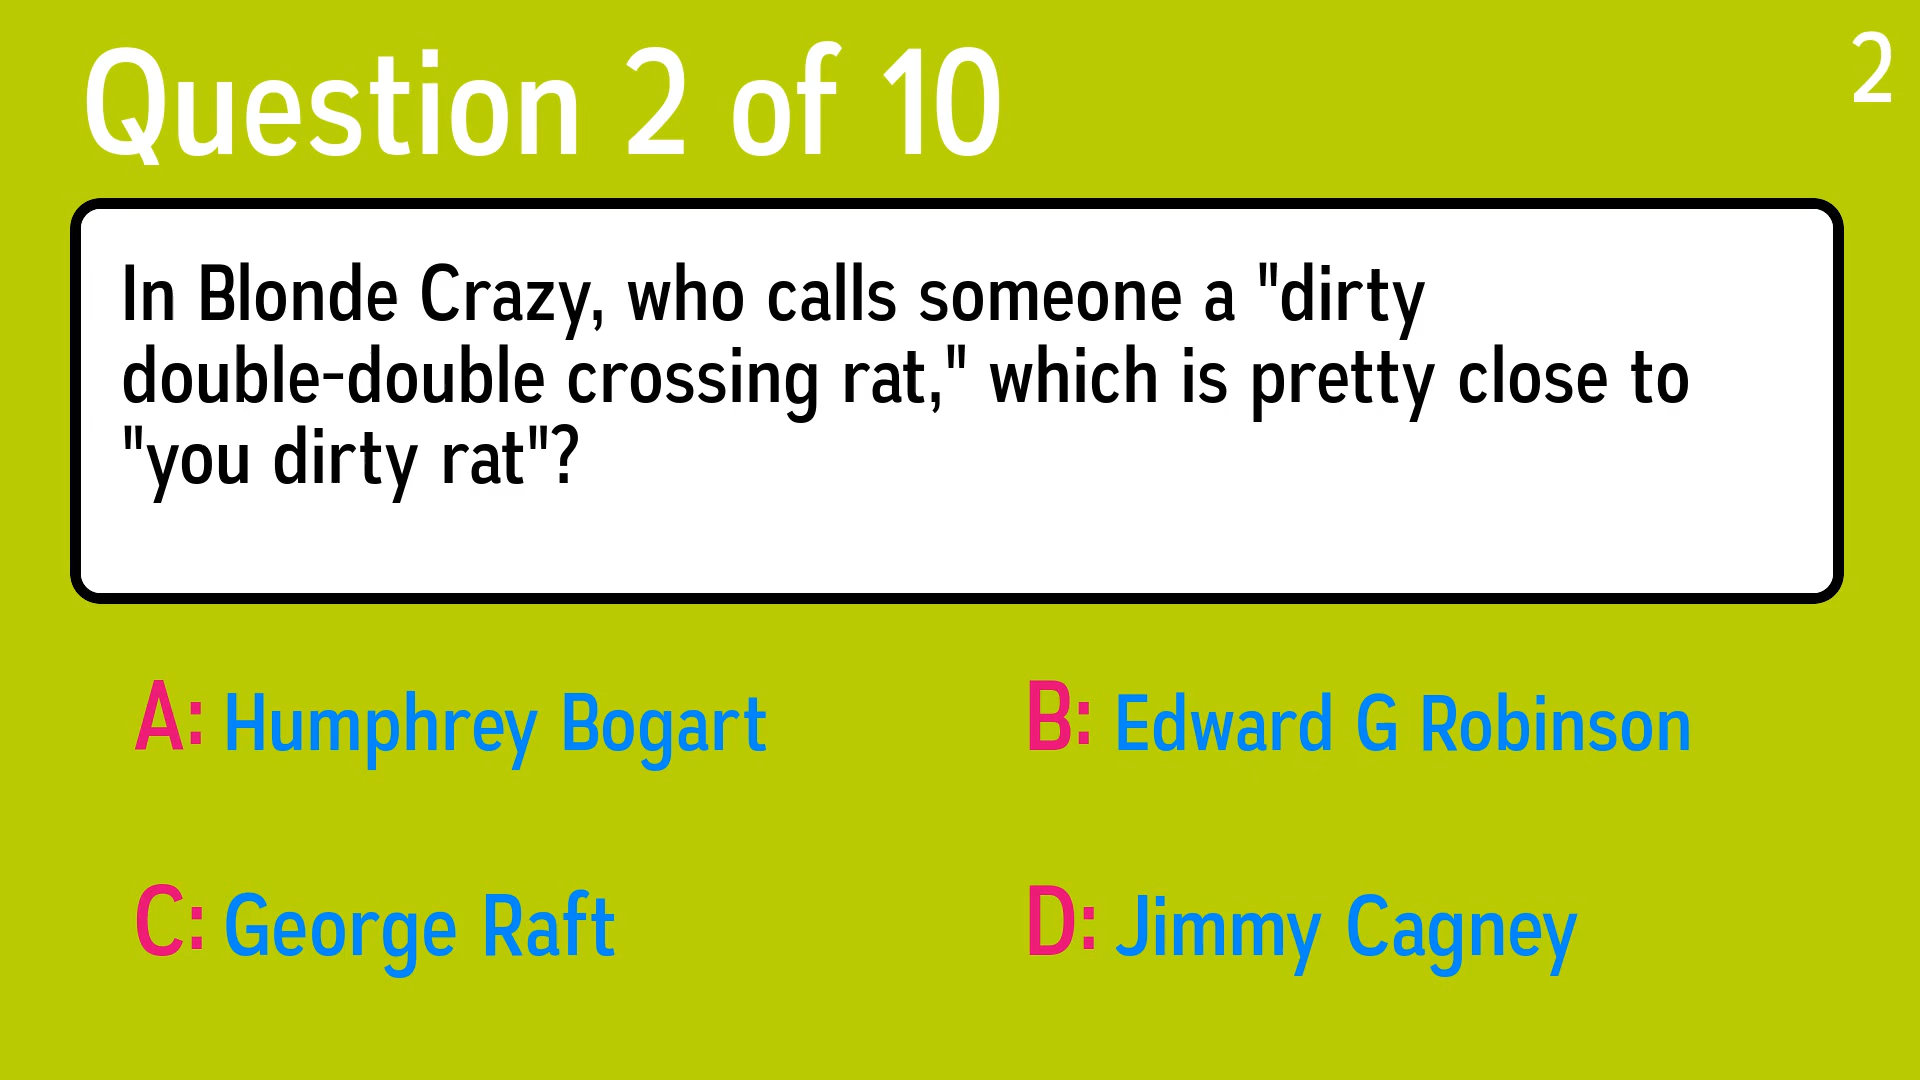 Question 2 of 10
2
In Blonde Crazy, who calls someone a "dirty
double-double crossing rat," which is pretty close to
"you dirty rat"?
A: Humphrey Bogart
B: Edward G Robinson
C: George Raft
D: Jimmy Cagney